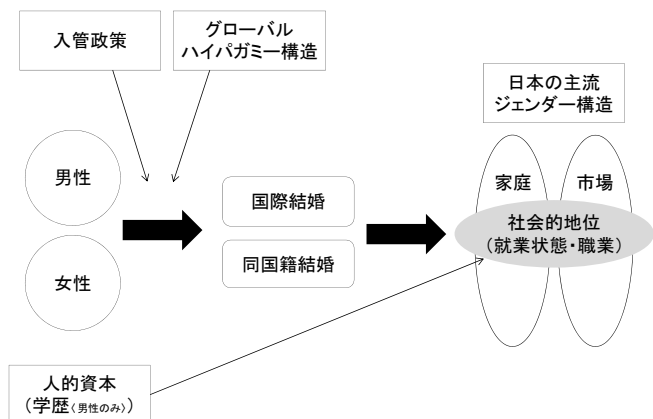 入管政策
グローバル
ハイパガミー構造
日本の主流
ジェンダー構造
男性
家庭
市場
国際結婚
社会的地位
(就業状態・職業)
同国籍結婚
女性
人的資本
(学歴〈男性のみ〉)